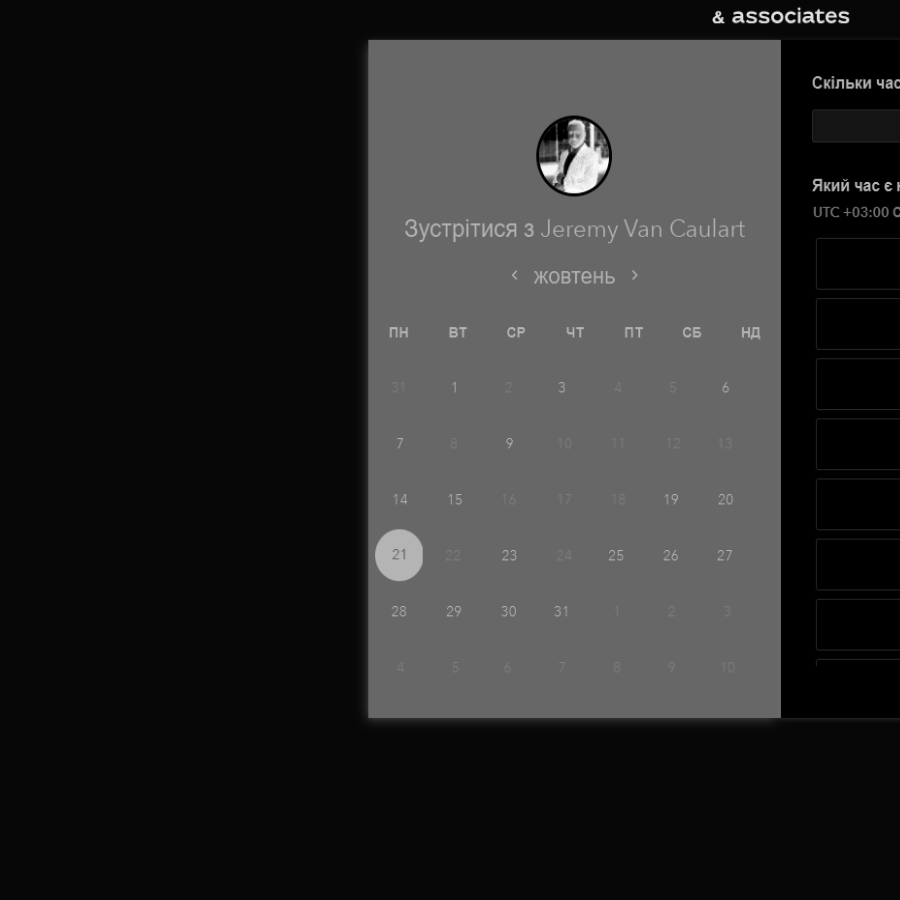 & associates
Зустрітися з Jeremy Van Caulart
жовтень
ПН ВТ СР ЧТ ПТ СБ НД
31 1 2 3 4 5 6
7 8 9 10 11 12 13
14 15 16 17 18 19 20
21 22 23 24 25 26 27
28 29 30 31 1 2 3
4 5 6 7 8 9 10
Скільки час
Який час є
UTC +03:00